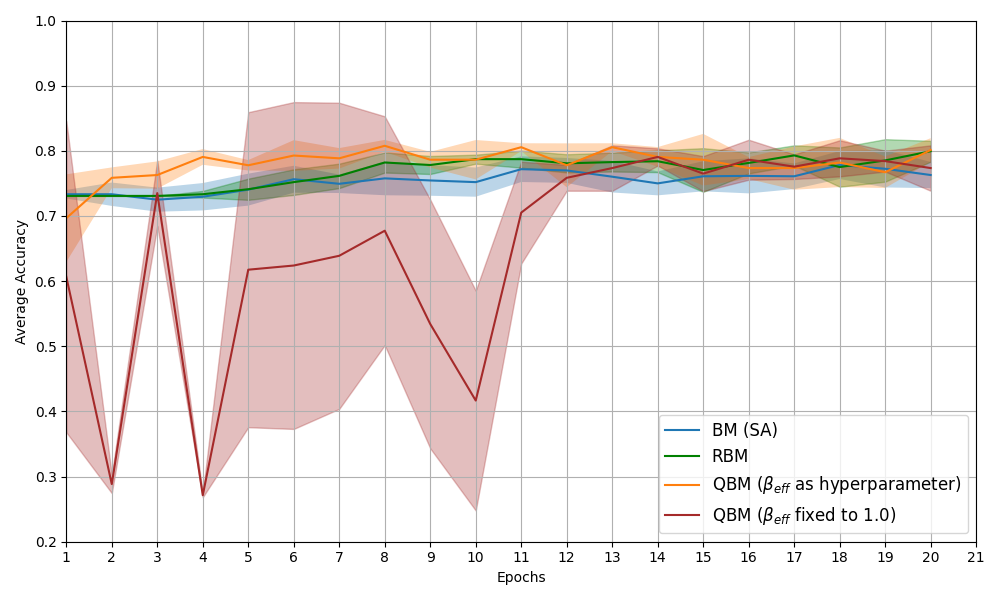 1.0
0.9
0.8
0.7
0.6
0.5
0.4
0.3
0.2
Average Accuracy
BM (SA)
RBM
QBM (β_eff as hyperparameter)
QBM (β_eff fixed to 1.0)
1 2 3 4 5 6 7 8 9 10 11 12 13 14 15 16 17 18 19 20 21
Epochs